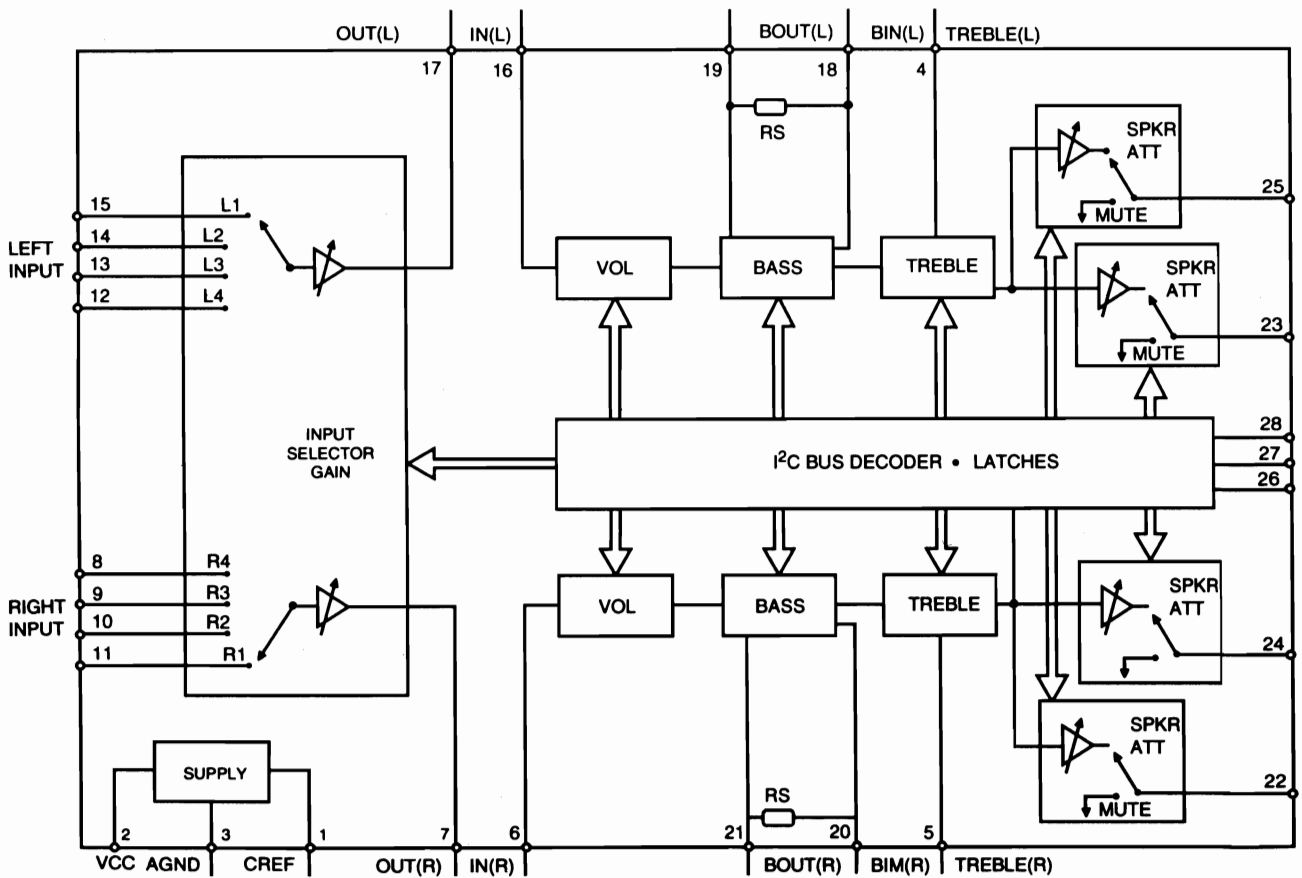 OUT(L) IN(L) BOUT(L) BIN(L) TREBLE(L)
17 16 19 18 4
RS
SPKR
ATT
MUTE
25
15 L1
14 L2
13 L3
12 L4
LEFT
INPUT
VOL BASS TREBLE
SPKR
ATT
MUTE
23
INPUT
SELECTOR
GAIN
I²C BUS DECODER • LATCHES
28
27
26
8 R4
9 R3
10 R2
11 R1
RIGHT
INPUT
VOL BASS TREBLE
SPKR
ATT
24
SPKR
ATT
MUTE
22
SUPPLY
RS
2 3 1 7 6 21 20 5
VCC AGND CREF OUT(R) IN(R) BOUT(R) BIM(R) TREBLE(R)